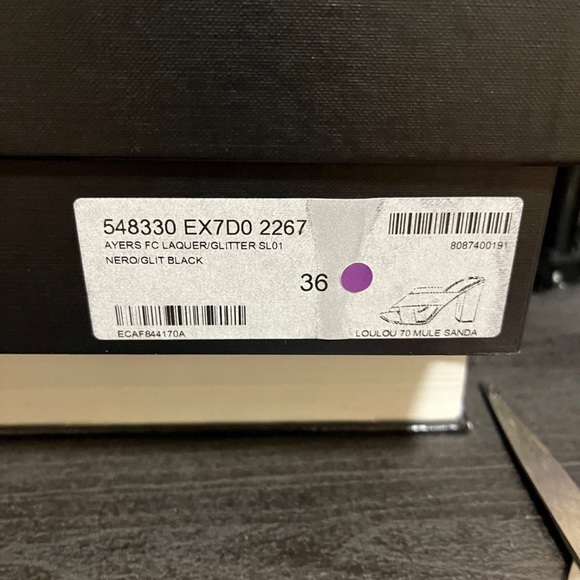 548330 EX7D0 2267
AYERS FC LAQUER/GLITTER SL01
NERO/GLIT BLACK
8087400191
36
ECAF844170A
LOULOU 70 MULE SANDA